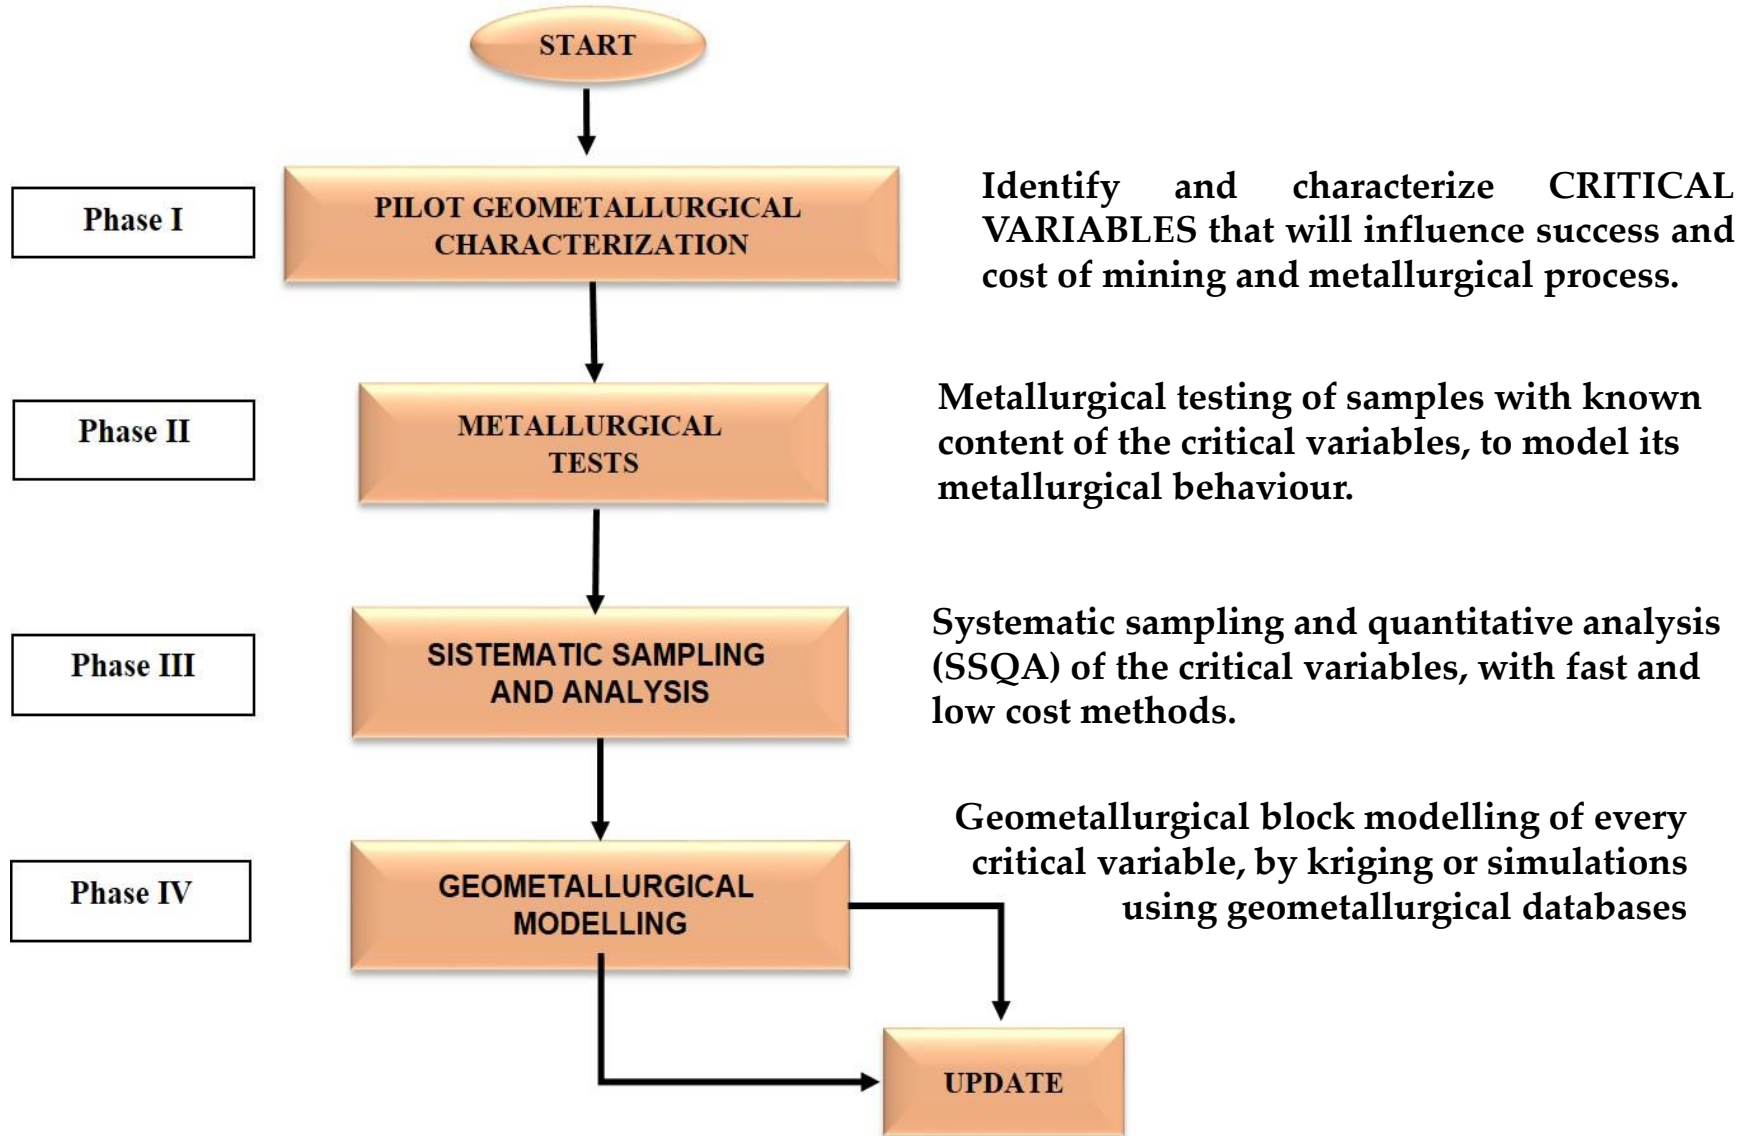 START
Phase I
PILOT GEOMETALLURGICAL
CHARACTERIZATION
Identify and characterize CRITICAL
VARIABLES that will influence success and
cost of mining and metallurgical process.
Phase II
METALLURGICAL
TESTS
Metallurgical testing of samples with known
content of the critical variables, to model its
metallurgical behaviour.
Phase III
SISTEMATIC SAMPLING
AND ANALYSIS
Systematic sampling and quantitative analysis
(SSQA) of the critical variables, with fast and
low cost methods.
Phase IV
GEOMETALLURGICAL
MODELLING
Geometallurgical block modelling of every
critical variable, by kriging or simulations
using geometallurgical databases
UPDATE